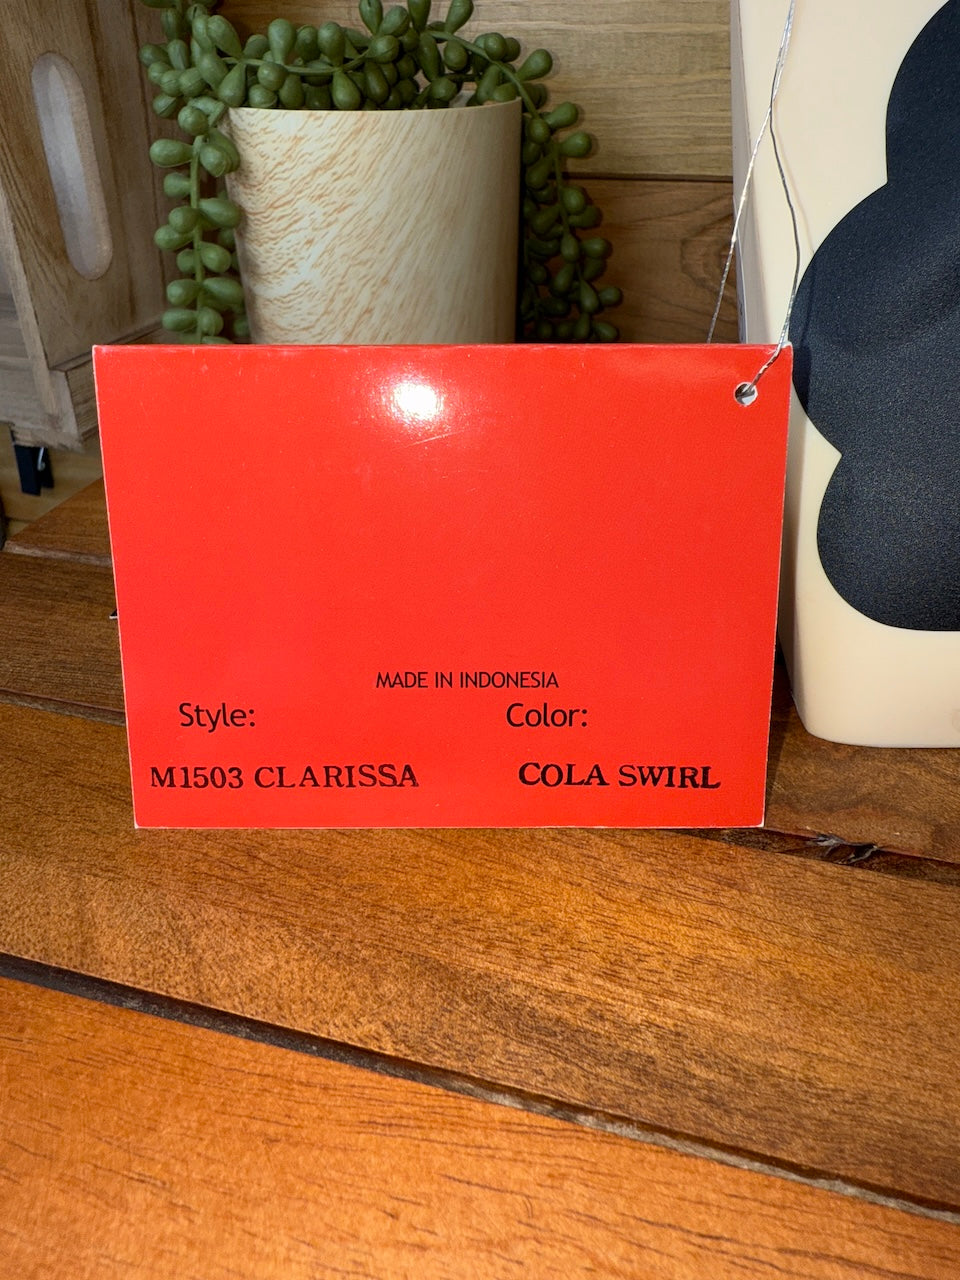 MADE IN INDONESIA
Style: Color:
M1503 CLARISSA COLA SWIRL